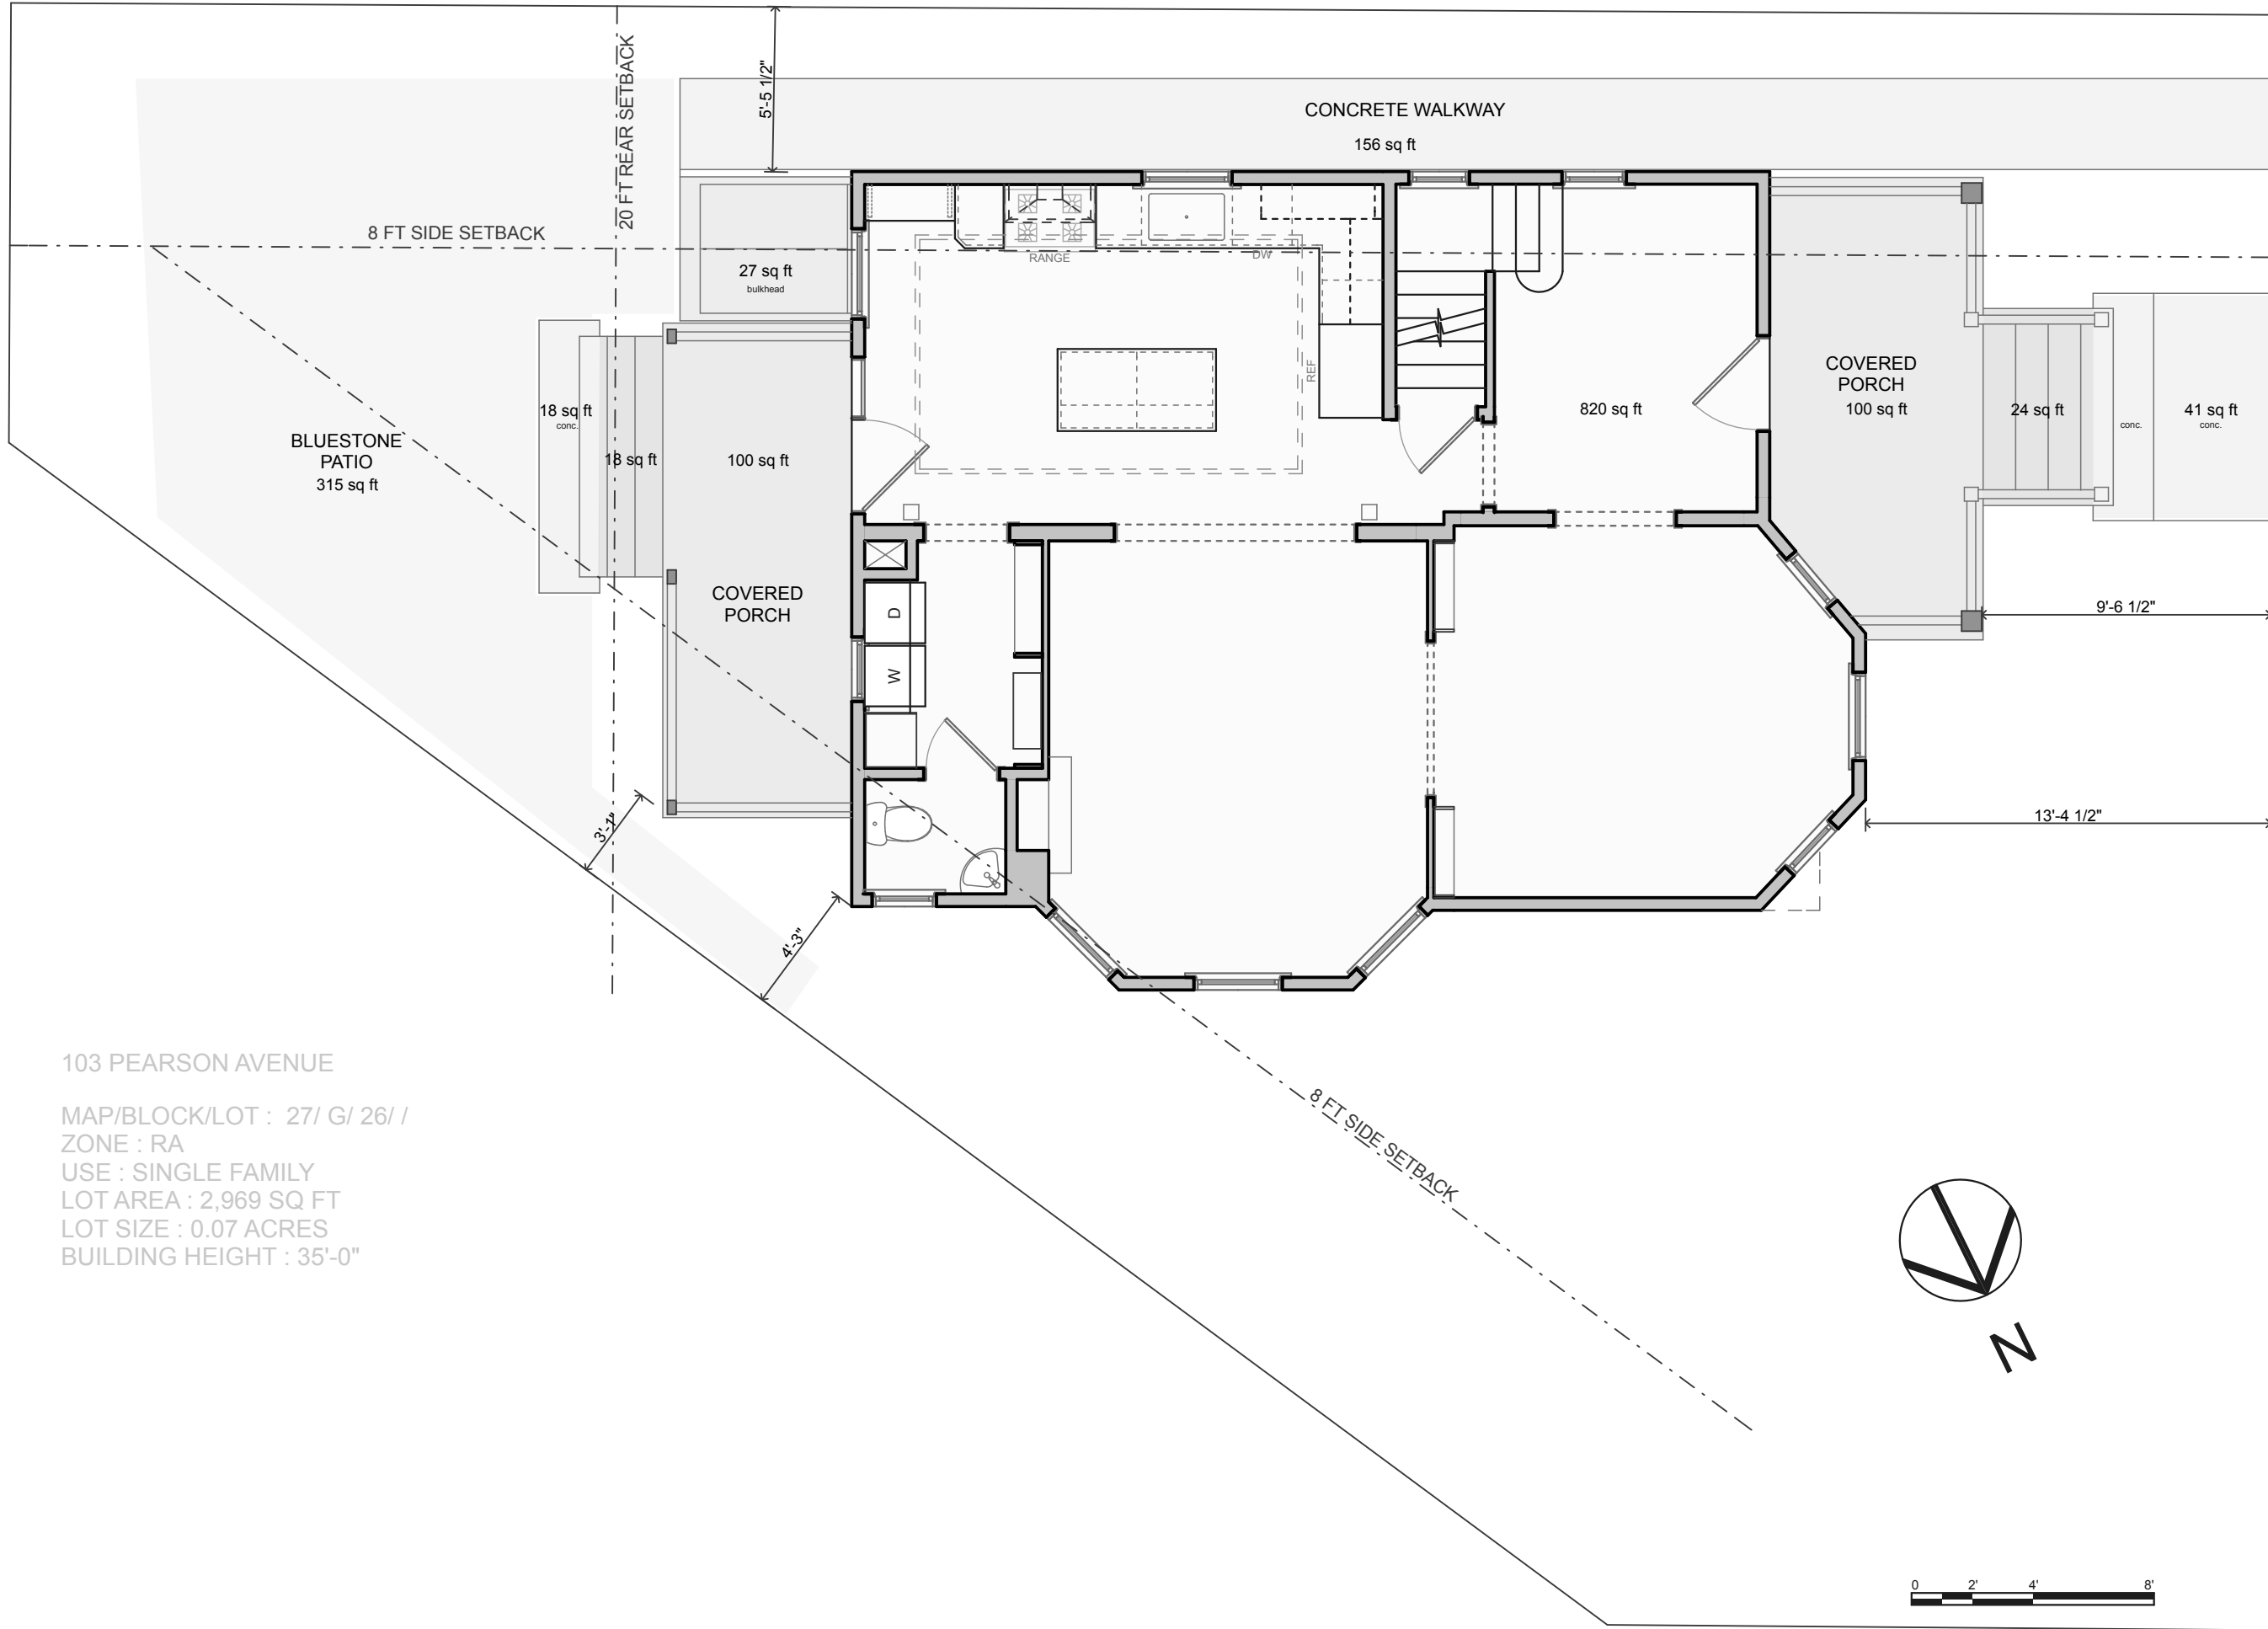 5'-5 1/2"
20 FT REAR SETBACK
CONCRETE WALKWAY
156 sq ft
8 FT SIDE SETBACK
27 sq ft
bulkhead
RANGE
DW
REF
COVERED
PORCH
100 sq ft
820 sq ft
24 sq ft
conc.
41 sq ft
conc.
18 sq ft
conc.
BLUESTONE
PATIO
315 sq ft
18 sq ft
100 sq ft
COVERED
PORCH
D
W
9'-6 1/2"
13'-4 1/2"
3'-1"
4'-3"
8 FT SIDE SETBACK
103 PEARSON AVENUE
MAP/BLOCK/LOT : 27/ G/ 26/ /
ZONE : RA
USE : SINGLE FAMILY
LOT AREA : 2,969 SQ FT
LOT SIZE : 0.07 ACRES
BUILDING HEIGHT : 35'-0"
N
0 2' 4' 8'